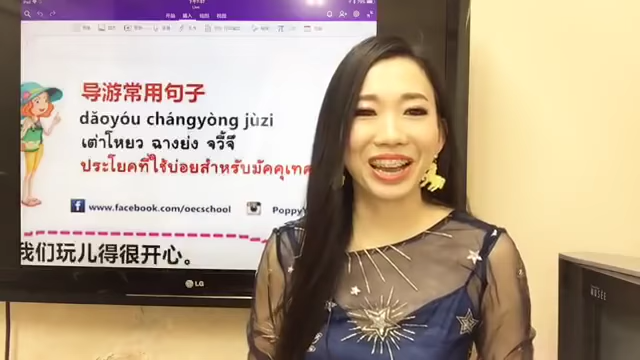 导游常用句子
dǎoyóu chángyòng jùzi
เต่าโหยว ฉางย่ง จวี้จึ
ประโยคที่ใช้บ่อยสำหรับมัคคุเทศ
www.facebook.com/oecschool
Poppy
我们玩儿得很开心。
LG